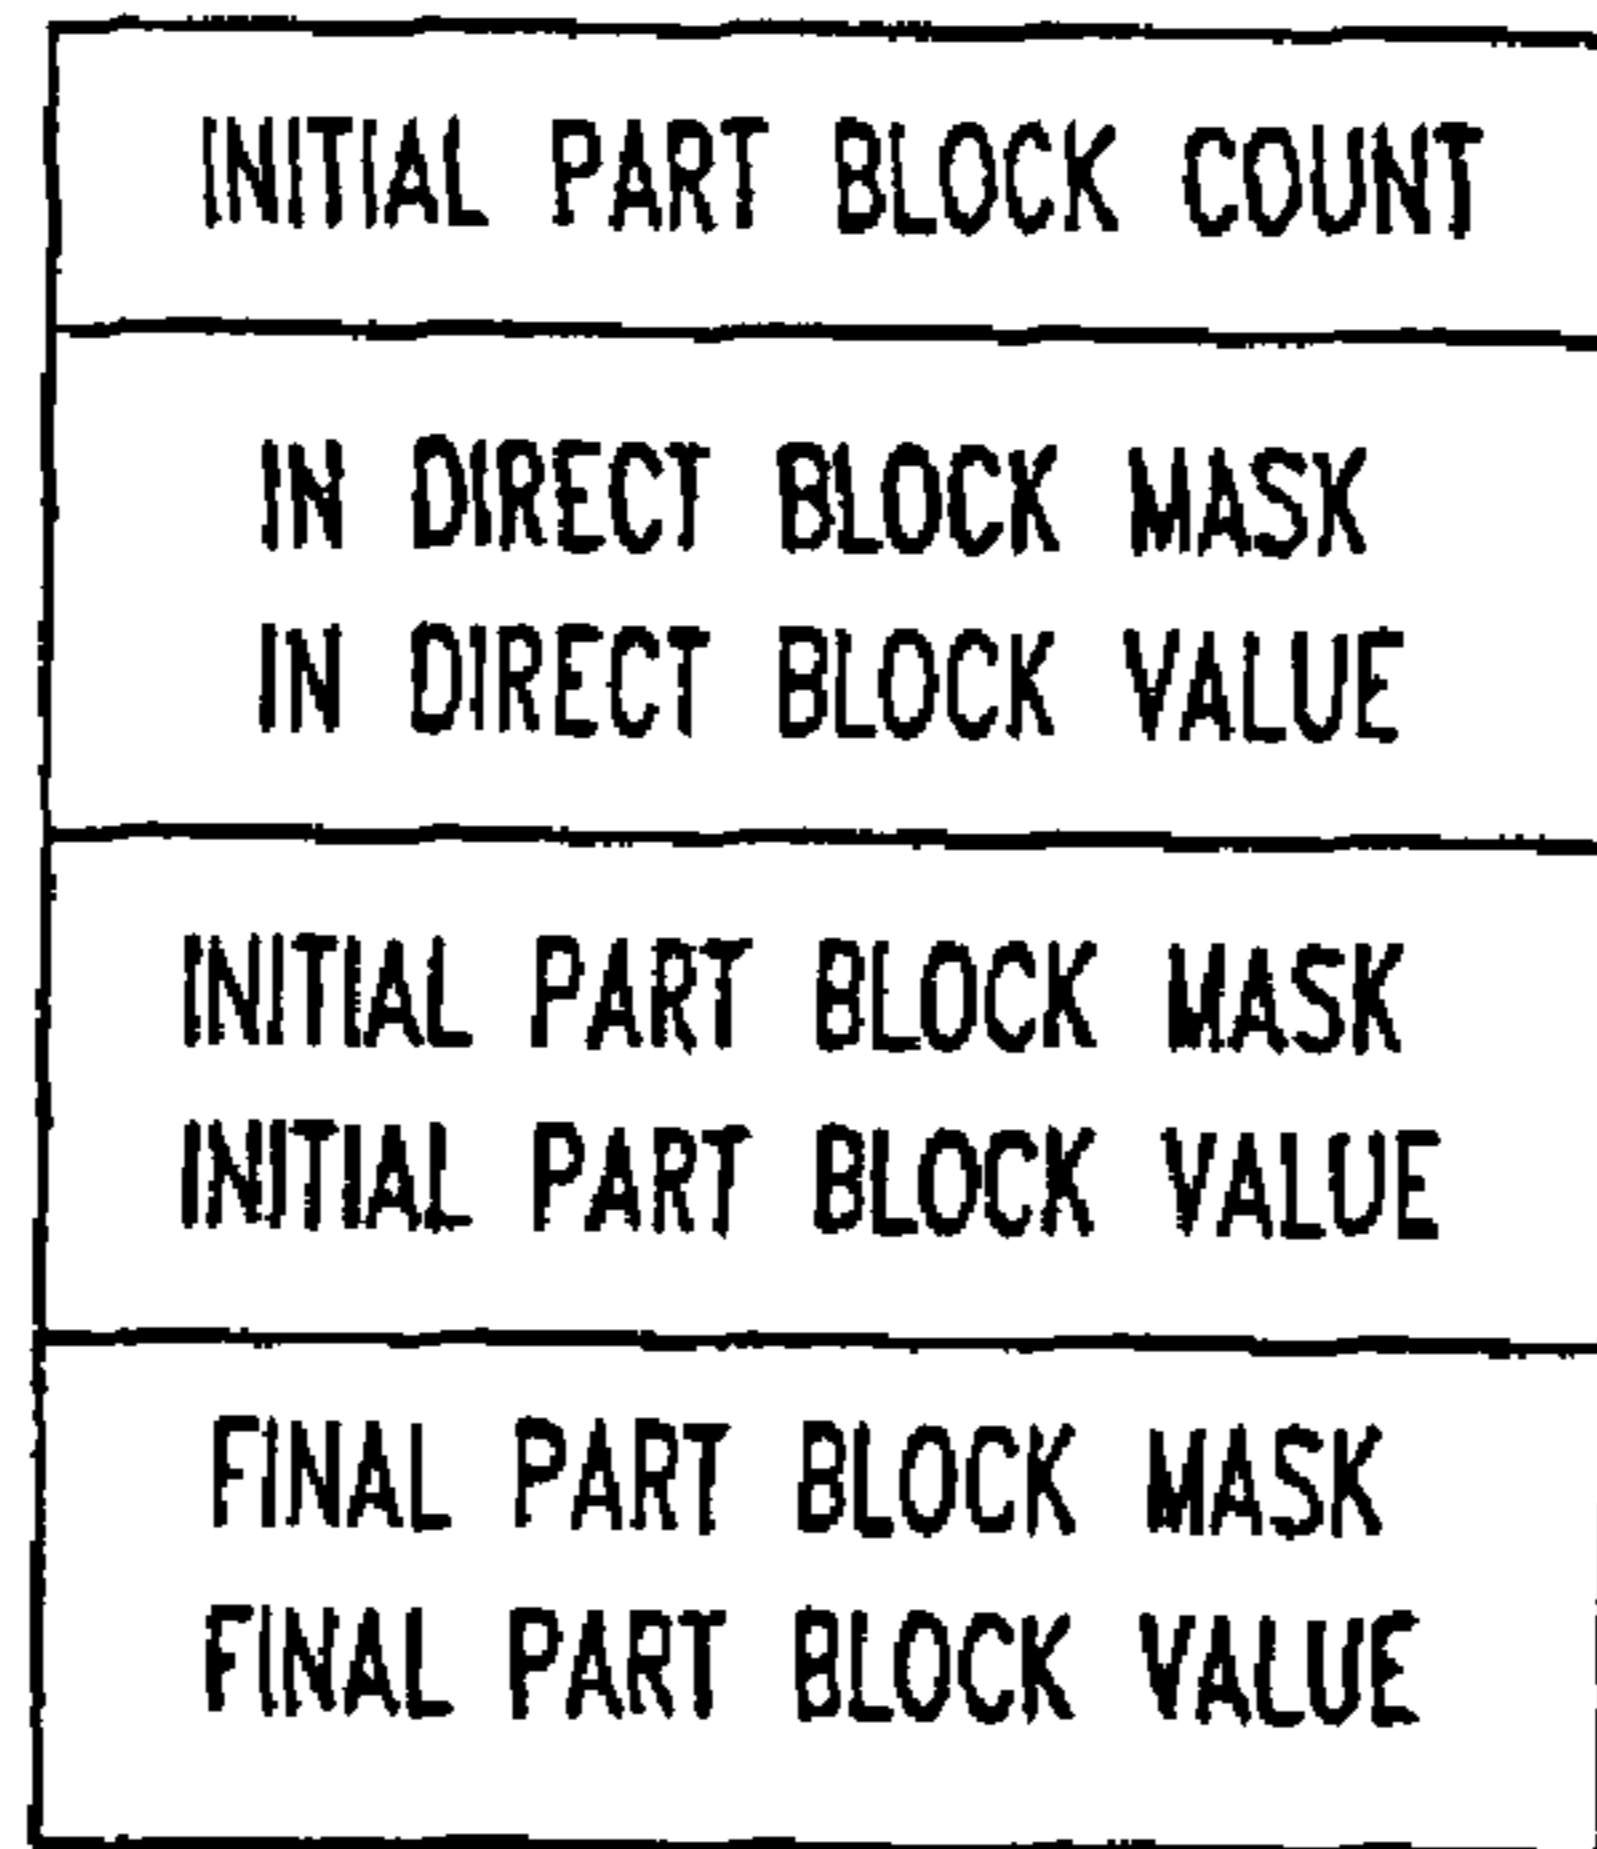 INITIAL PART BLOCK COUNT
IN DIRECT BLOCK MASK
IN DIRECT BLOCK VALUE
INITIAL PART BLOCK MASK
INITIAL PART BLOCK VALUE
FINAL PART BLOCK MASK
FINAL PART BLOCK VALUE